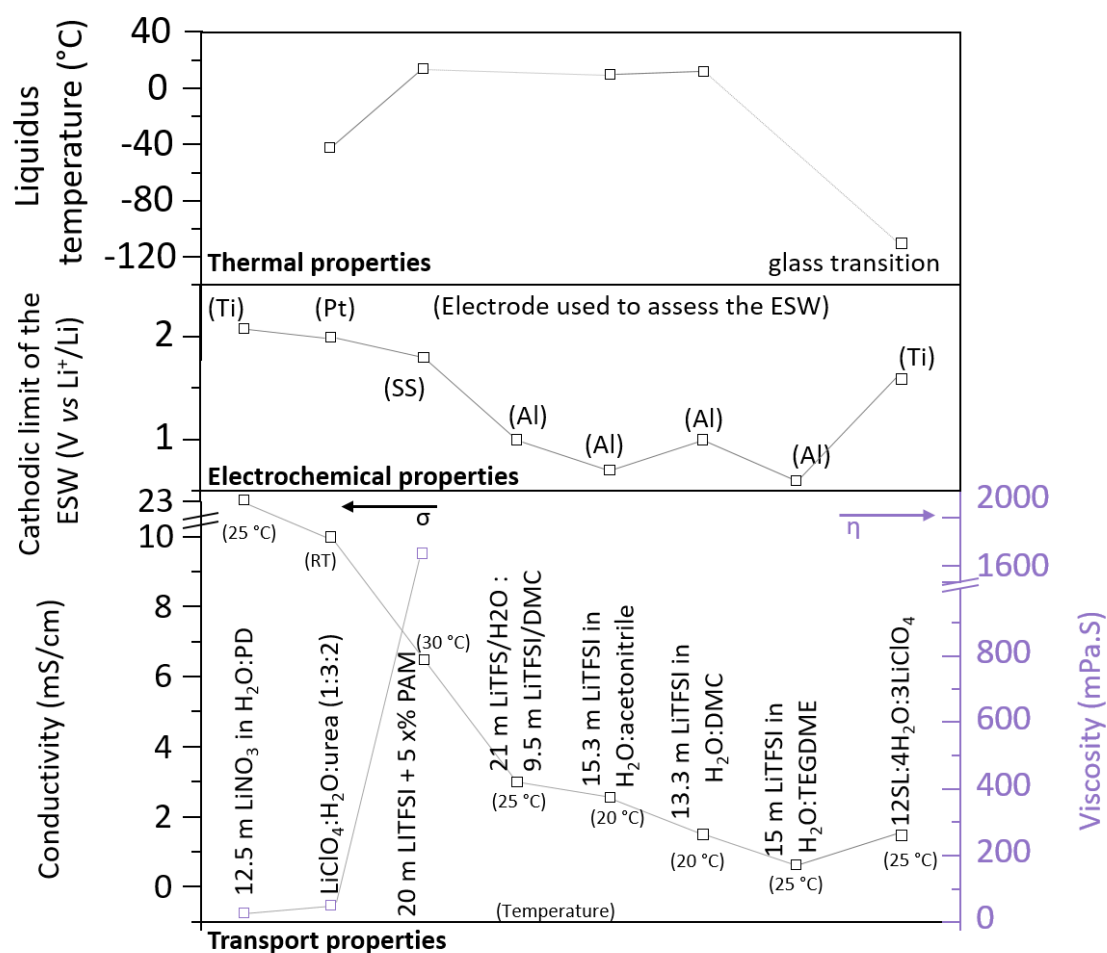 Liquidus
temperature (°C)
40
0
-40
-80
-120
Thermal properties
glass transition
Cathodic limit of the
ESW (V vs Li⁺/Li)
2
1
(Ti)
(Pt)
(Electrode used to assess the ESW)
(SS)
(Al)
(Al)
(Al)
(Al)
(Ti)
Electrochemical properties
Conductivity (mS/cm)
23
10
8
6
4
2
0
σ
η
(25 °C)
(RT)
(30 °C)
(25 °C)
(20 °C)
(20 °C)
(25 °C)
(25 °C)
12.5 m LiNO₃ in H₂O:PD
LiClO₄:H₂O:urea (1:3:2)
20 m LITFSI + 5 x% PAM
21 m LiTFS/H2O :
9.5 m LiTFSI/DMC
15.3 m LiTFSI in
H₂O:acetonitrile
13.3 m LiTFSI in
H₂O:DMC
15 m LiTFSI in
H₂O:TEGDME
12SL:4H₂O:3LiClO₄
(Temperature)
Transport properties
2000
1600
800
600
400
200
0
Viscosity (mPa.S)